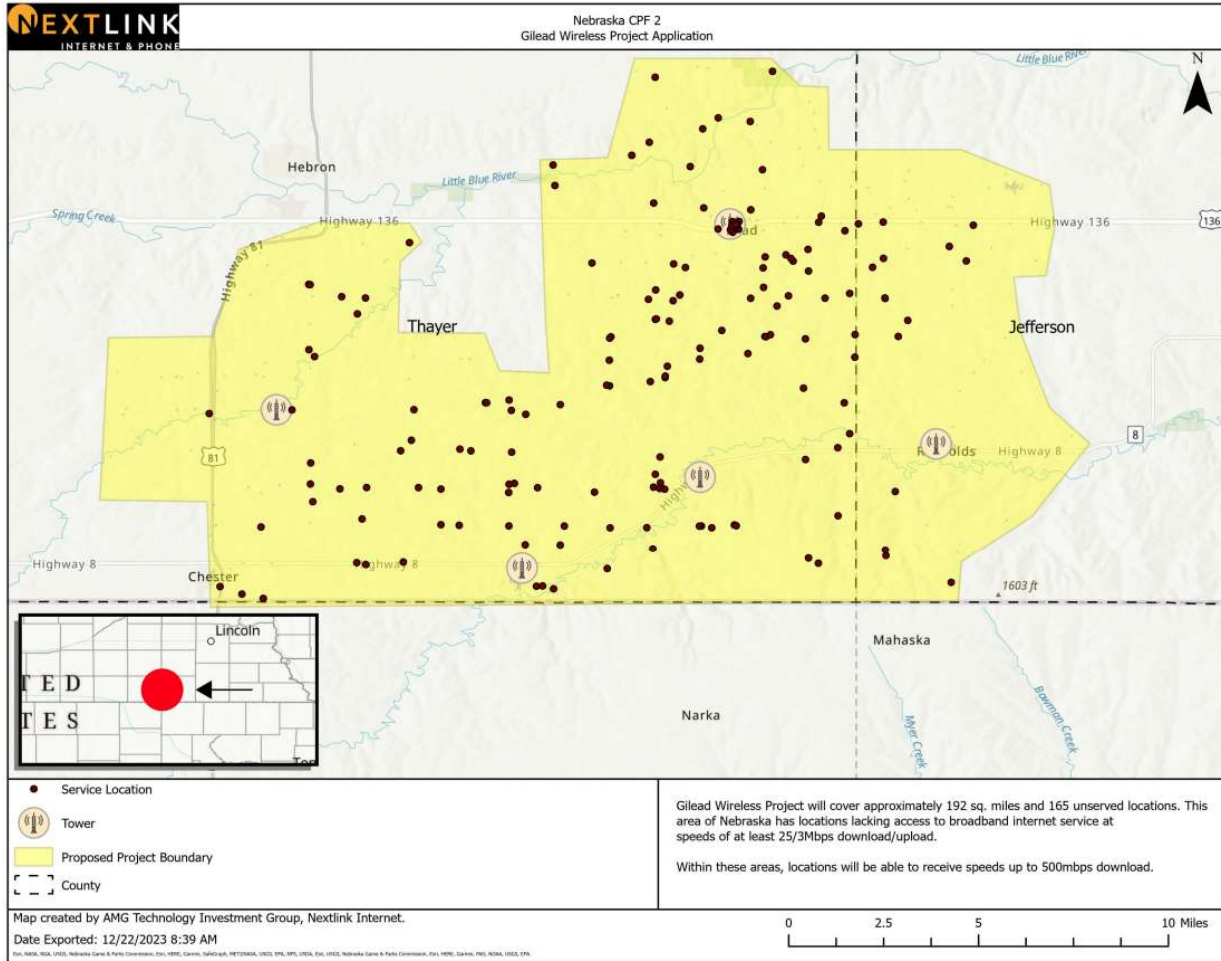 NEXTLINK
INTERNET & PHONE
Nebraska CPF 2
Gilead Wireless Project Application
Little Blue River
N
Hebron
Little Blue River
Spring Creek
Highway 136
Highway 136
136
Highway 81
Thayer
Jefferson
8
81
Highway 8
Highway 8
Highway 8
Chester
1603 ft
Lincoln
TED
TES
Mahaska
Narka
Myer Creek
Bowman Creek
Service Location
Tower
Proposed Project Boundary
County
Gilead Wireless Project will cover approximately 192 sq. miles and 165 unserved locations. This
area of Nebraska has locations lacking access to broadband internet service at
speeds of at least 25/3Mbps download/upload.
Within these areas, locations will be able to receive speeds up to 500mbps download.
Map created by AMG Technology Investment Group, Nextlink Internet.
Date Exported: 12/22/2023 8:39 AM
0 2.5 5 10 Miles